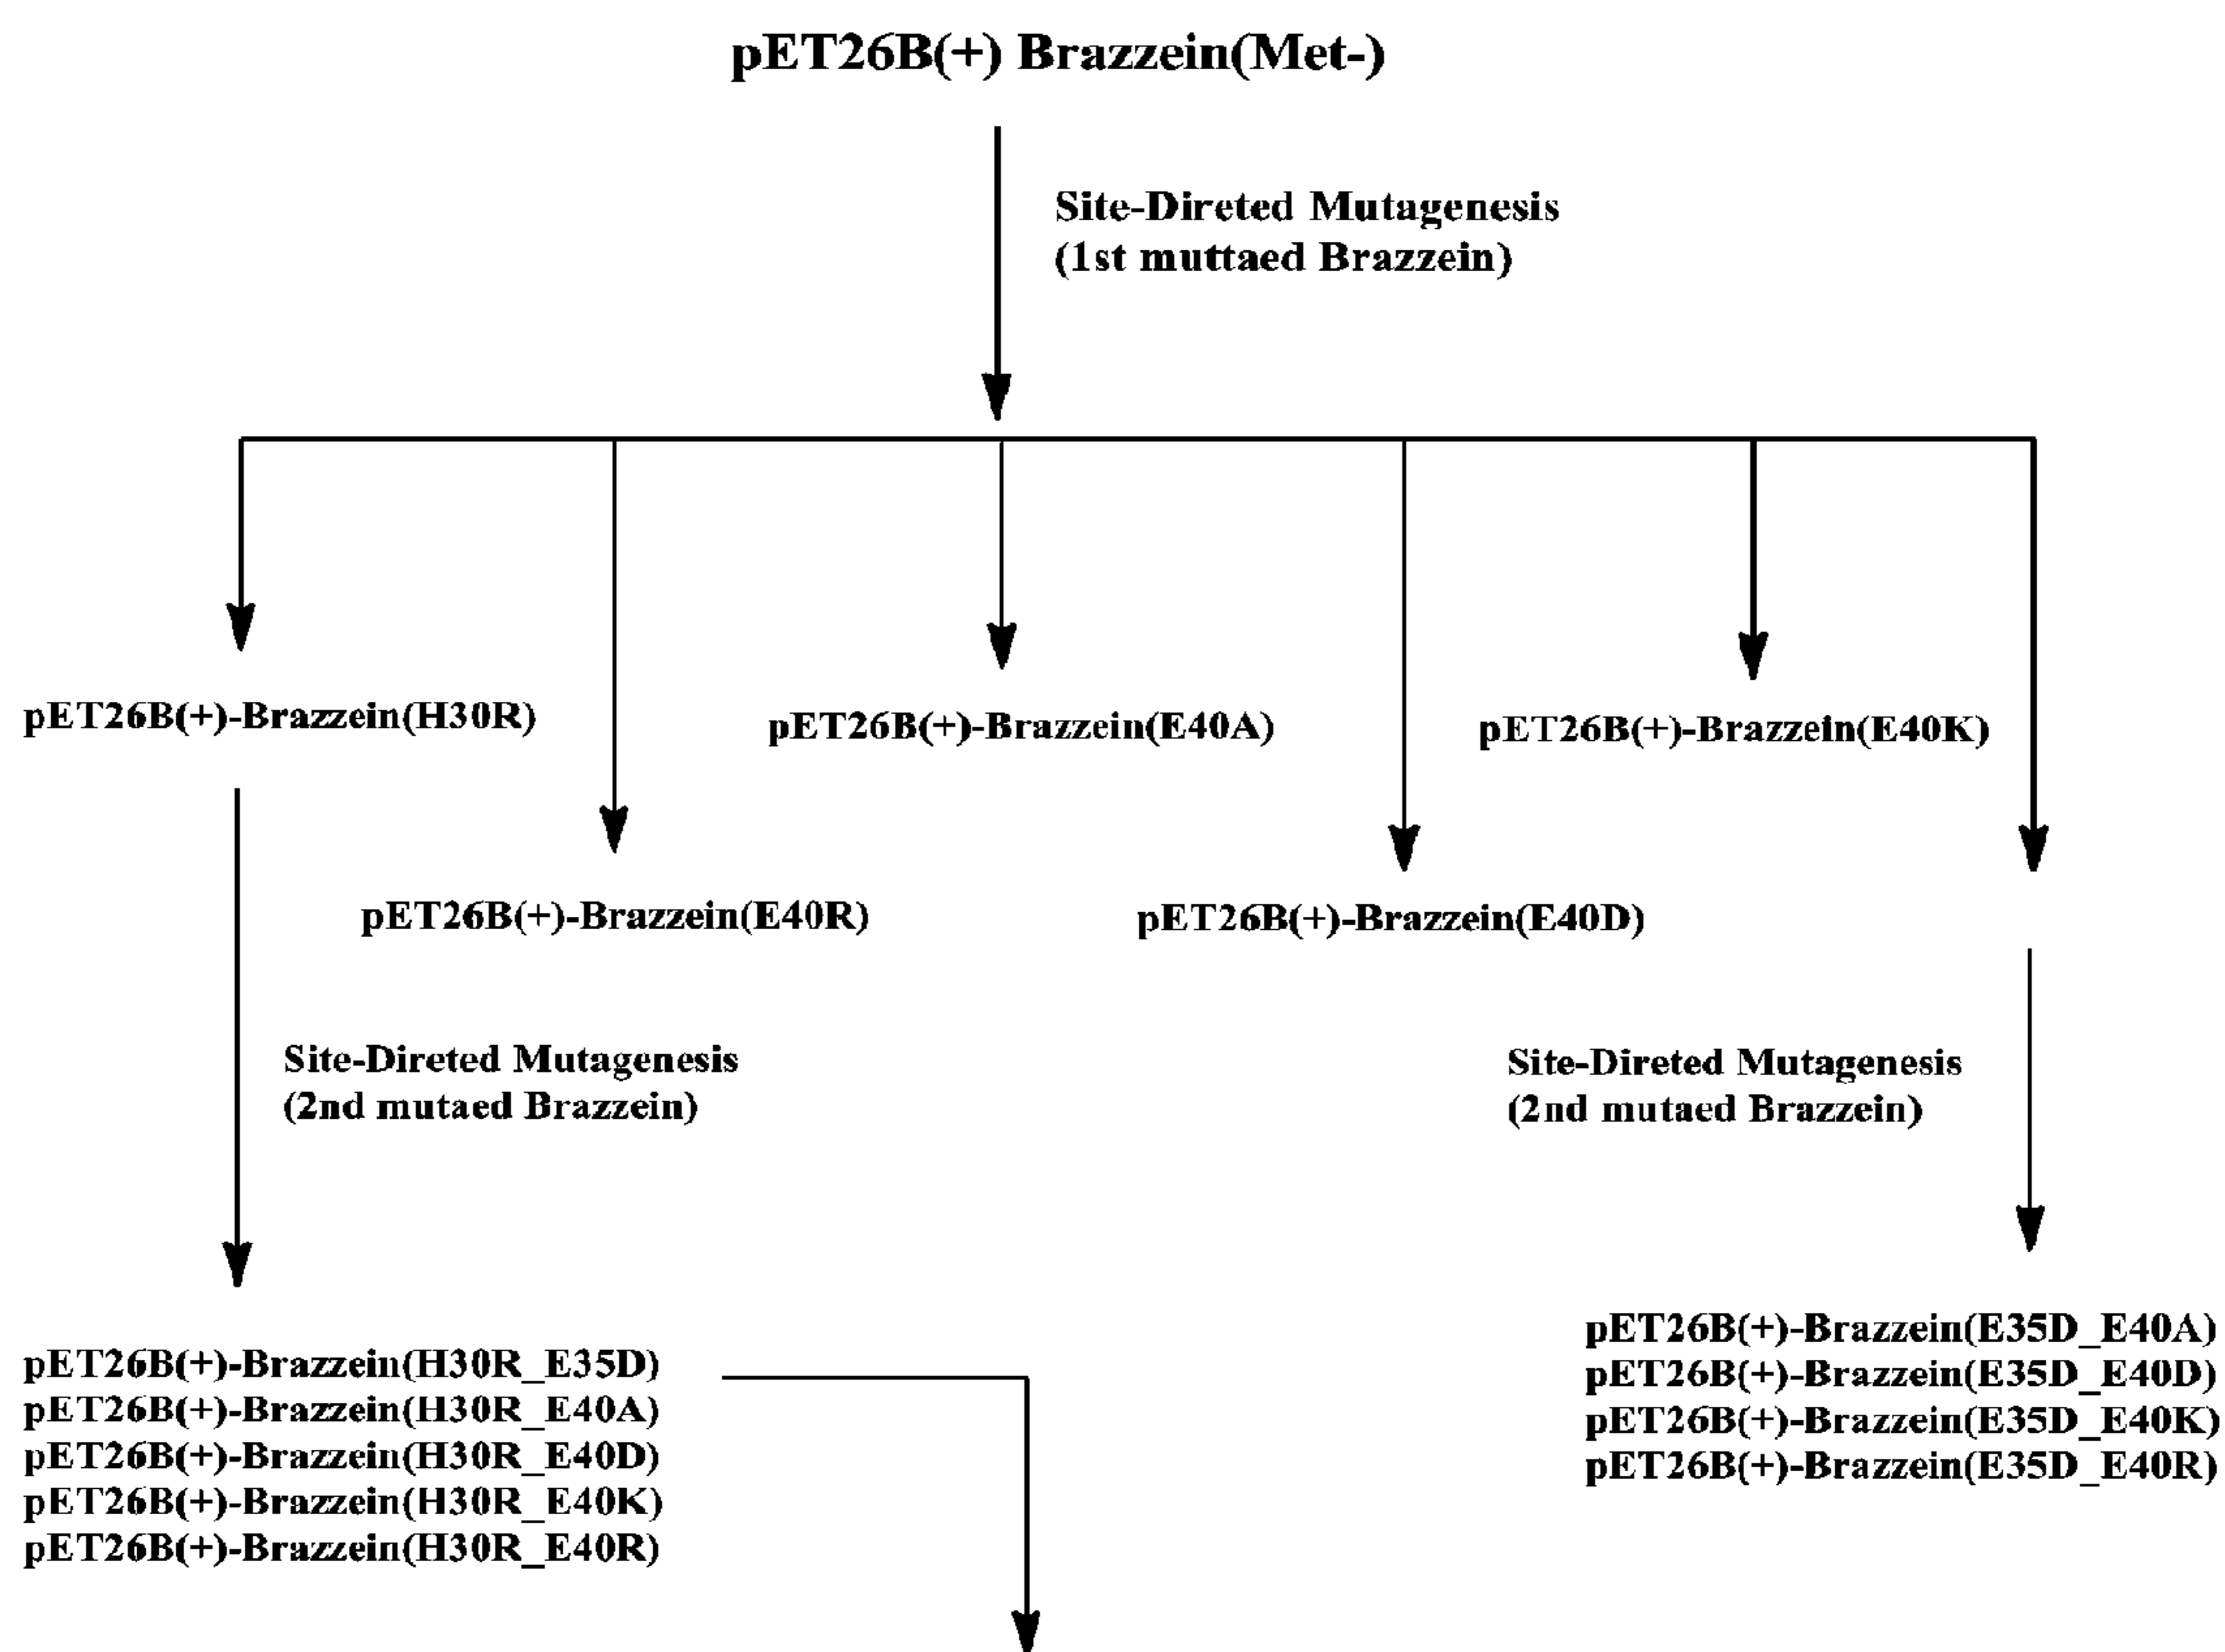 pET26B(+) Brazzein(Met-)
Site-Direted Mutagenesis
(1st muttaed Brazzein)
pET26B(+)-Brazzein(H30R)
pET26B(+)-Brazzein(E40A)
pET26B(+)-Brazzein(E40K)
pET26B(+)-Brazzein(E40R)
pET26B(+)-Brazzein(E40D)
Site-Direted Mutagenesis
(2nd mutaed Brazzein)
Site-Direted Mutagenesis
(2nd mutaed Brazzein)
pET26B(+)-Brazzein(H30R_E35D)
pET26B(+)-Brazzein(H30R_E40A)
pET26B(+)-Brazzein(H30R_E40D)
pET26B(+)-Brazzein(H30R_E40K)
pET26B(+)-Brazzein(H30R_E40R)
pET26B(+)-Brazzein(E35D_E40A)
pET26B(+)-Brazzein(E35D_E40D)
pET26B(+)-Brazzein(E35D_E40K)
pET26B(+)-Brazzein(E35D_E40R)